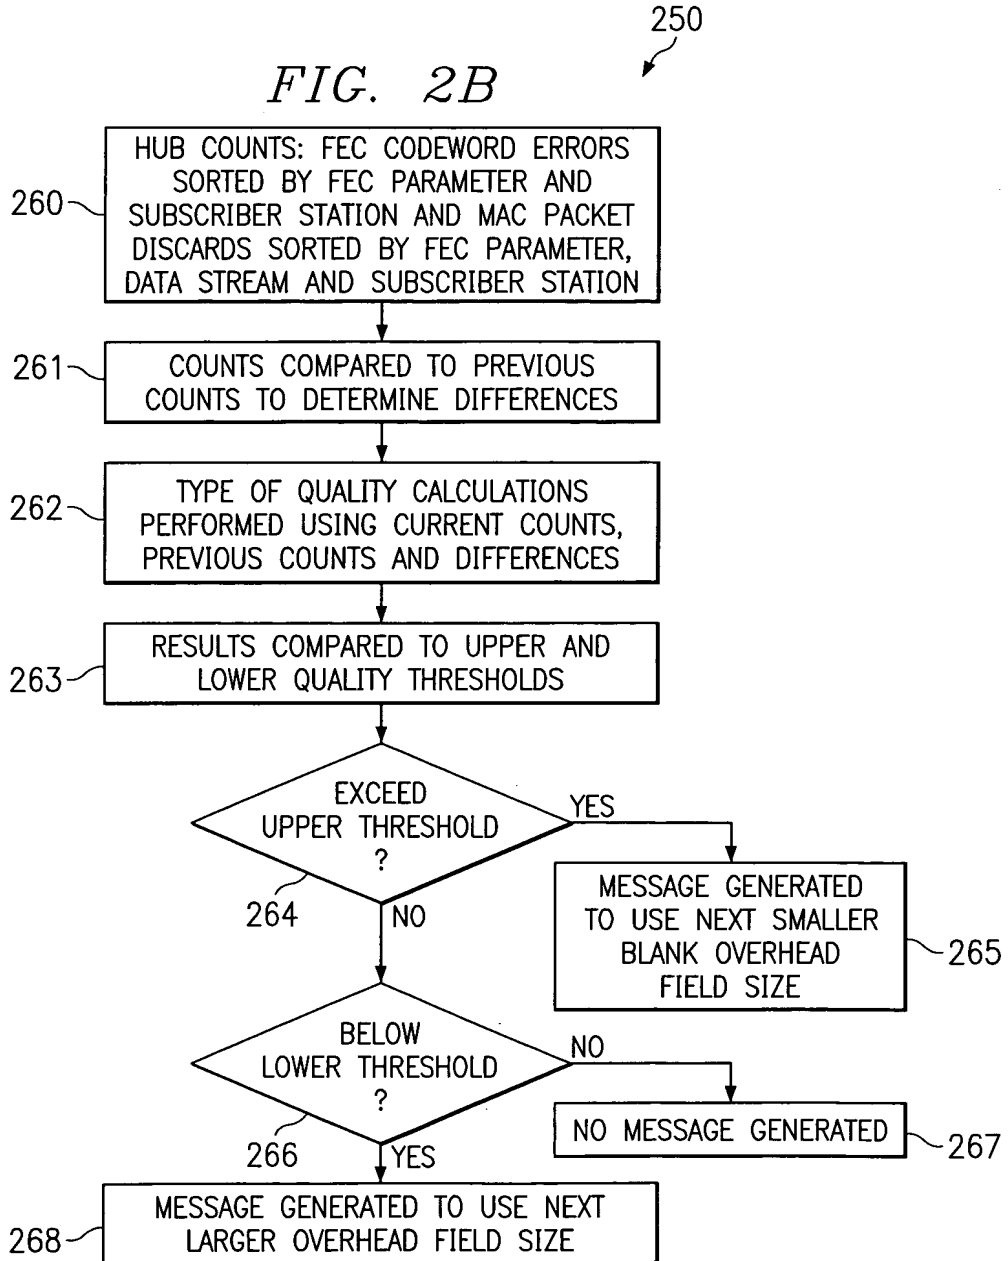 250
FIG. 2B
HUB COUNTS: FEC CODEWORD ERRORS
SORTED BY FEC PARAMETER AND
SUBSCRIBER STATION AND MAC PACKET
DISCARDS SORTED BY FEC PARAMETER,
DATA STREAM AND SUBSCRIBER STATION
260
COUNTS COMPARED TO PREVIOUS
COUNTS TO DETERMINE DIFFERENCES
261
TYPE OF QUALITY CALCULATIONS
PERFORMED USING CURRENT COUNTS,
PREVIOUS COUNTS AND DIFFERENCES
262
RESULTS COMPARED TO UPPER AND
LOWER QUALITY THRESHOLDS
263
EXCEED
UPPER THRESHOLD
?
264
YES
NO
MESSAGE GENERATED
TO USE NEXT SMALLER
BLANK OVERHEAD
FIELD SIZE
265
BELOW
LOWER THRESHOLD
?
266
NO
YES
NO MESSAGE GENERATED
267
MESSAGE GENERATED TO USE NEXT
LARGER OVERHEAD FIELD SIZE
268